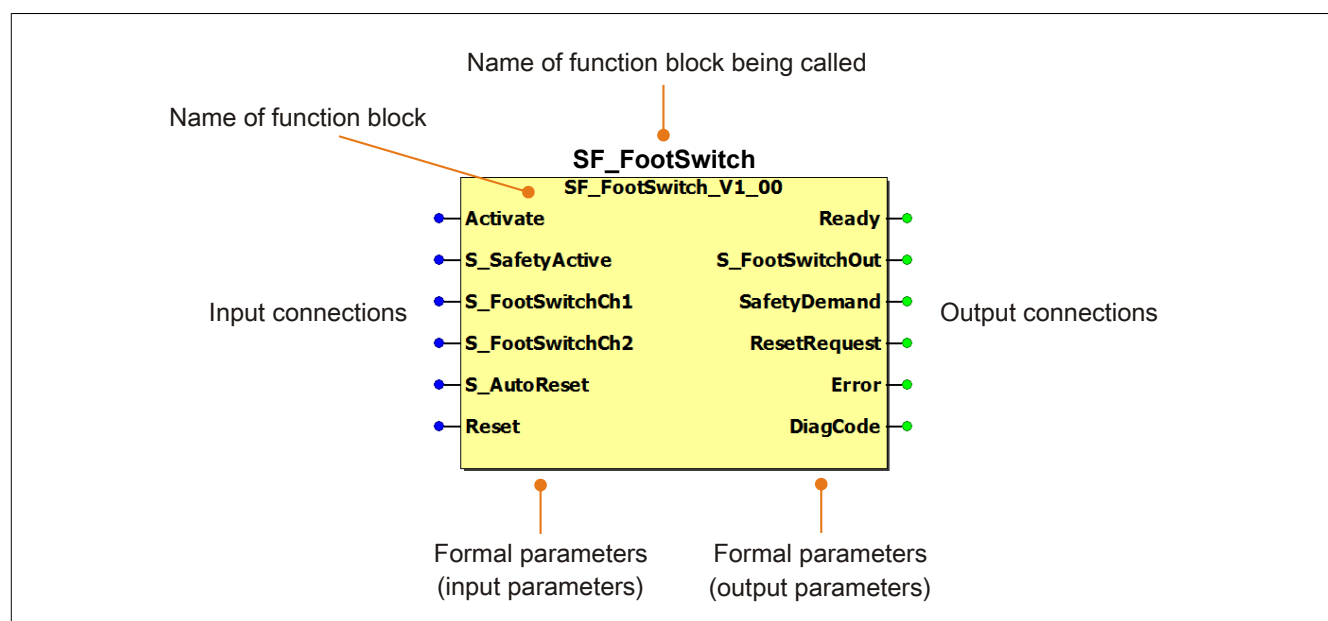 Name of function block being called
Name of function block
SF_FootSwitch
SF_FootSwitch_V1_00
Activate
Ready
S_SafetyActive
S_FootSwitchOut
Input connections
S_FootSwitchCh1
SafetyDemand
Output connections
S_FootSwitchCh2
ResetRequest
S_AutoReset
Error
Reset
DiagCode
Formal parameters
(input parameters)
Formal parameters
(output parameters)